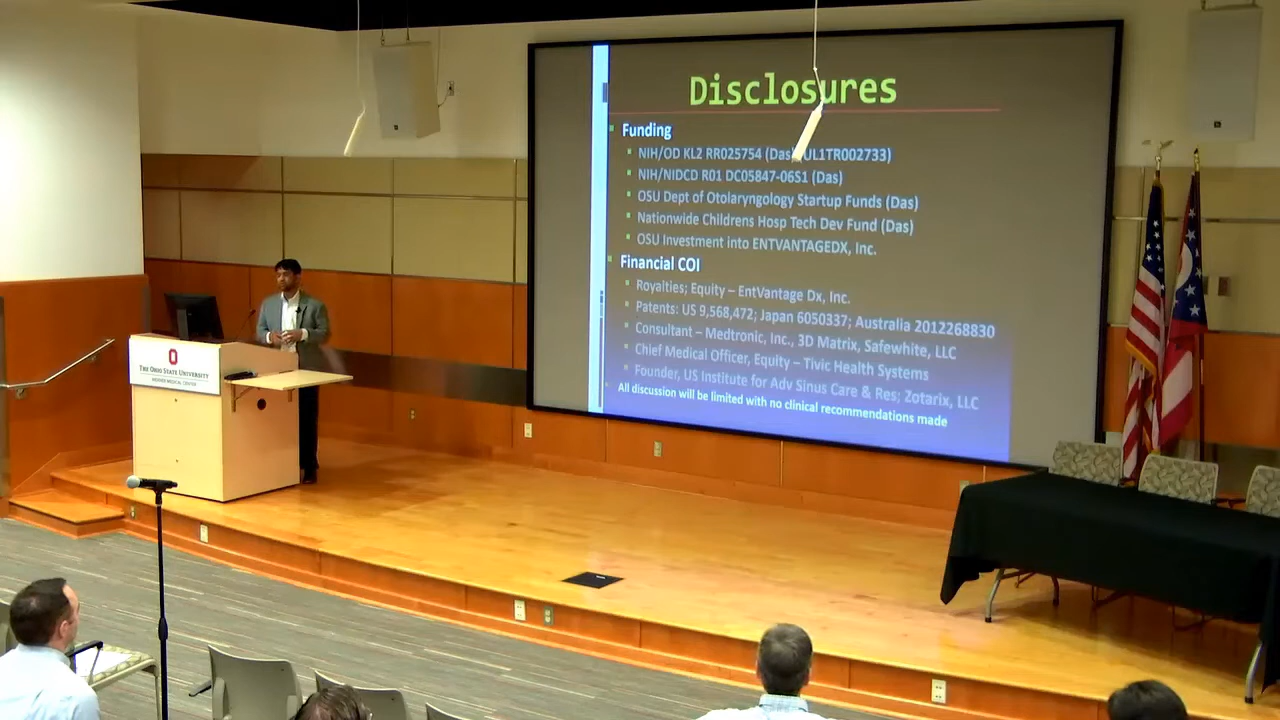 Disclosures
Funding
NIH/OD KL2 RR025754 (Das; UL1TR002733)
NIH/NIDCD R01 DC05847-06S1 (Das)
OSU Dept of Otolaryngology Startup Funds (Das)
Nationwide Childrens Hosp Tech Dev Fund (Das)
OSU Investment into ENTVANTAGEDX, Inc.
Financial COI
Royalties; Equity – EntVantage Dx, Inc.
Patents: US 9,568,472; Japan 6050337; Australia 2012268830
Consultant – Medtronic, Inc., 3D Matrix, Safewhite, LLC
Chief Medical Officer, Equity – Tivic Health Systems
Founder, US Institute for Adv Sinus Care & Res; Zotarix, LLC
All discussion will be limited with no clinical recommendations made
THE OHIO STATE UNIVERSITY
WEXNER MEDICAL CENTER